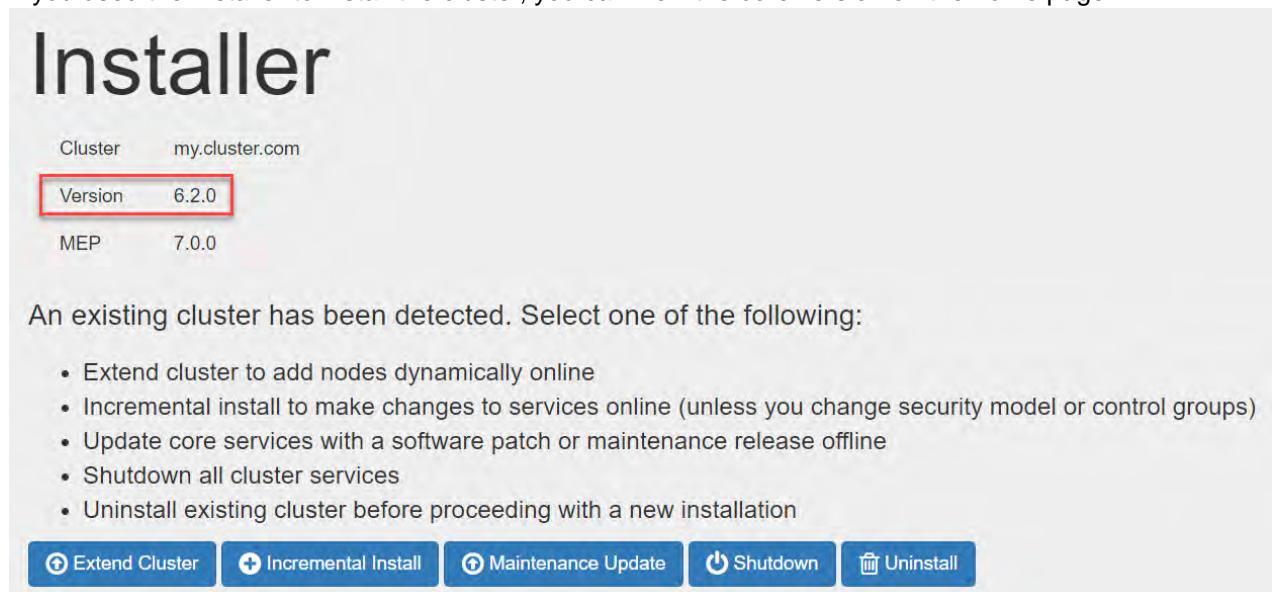 Installer
Cluster my.cluster.com
Version 6.2.0
MEP 7.0.0
An existing cluster has been detected. Select one of the following:
• Extend cluster to add nodes dynamically online
• Incremental install to make changes to services online (unless you change security model or control groups)
• Update core services with a software patch or maintenance release offline
• Shutdown all cluster services
• Uninstall existing cluster before proceeding with a new installation
Extend Cluster Incremental Install Maintenance Update Shutdown Uninstall